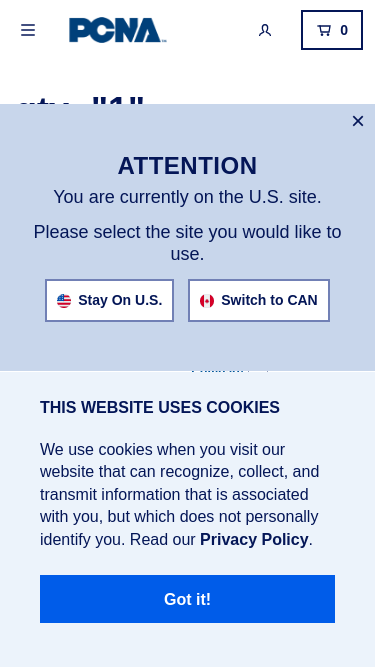 PCNA
0
ATTENTION
You are currently on the U.S. site.
Please select the site you would like to
use.
Stay On U.S.
Switch to CAN
THIS WEBSITE USES COOKIES
We use cookies when you visit our
website that can recognize, collect, and
transmit information that is associated
with you, but which does not personally
identify you. Read our Privacy Policy.
Got it!